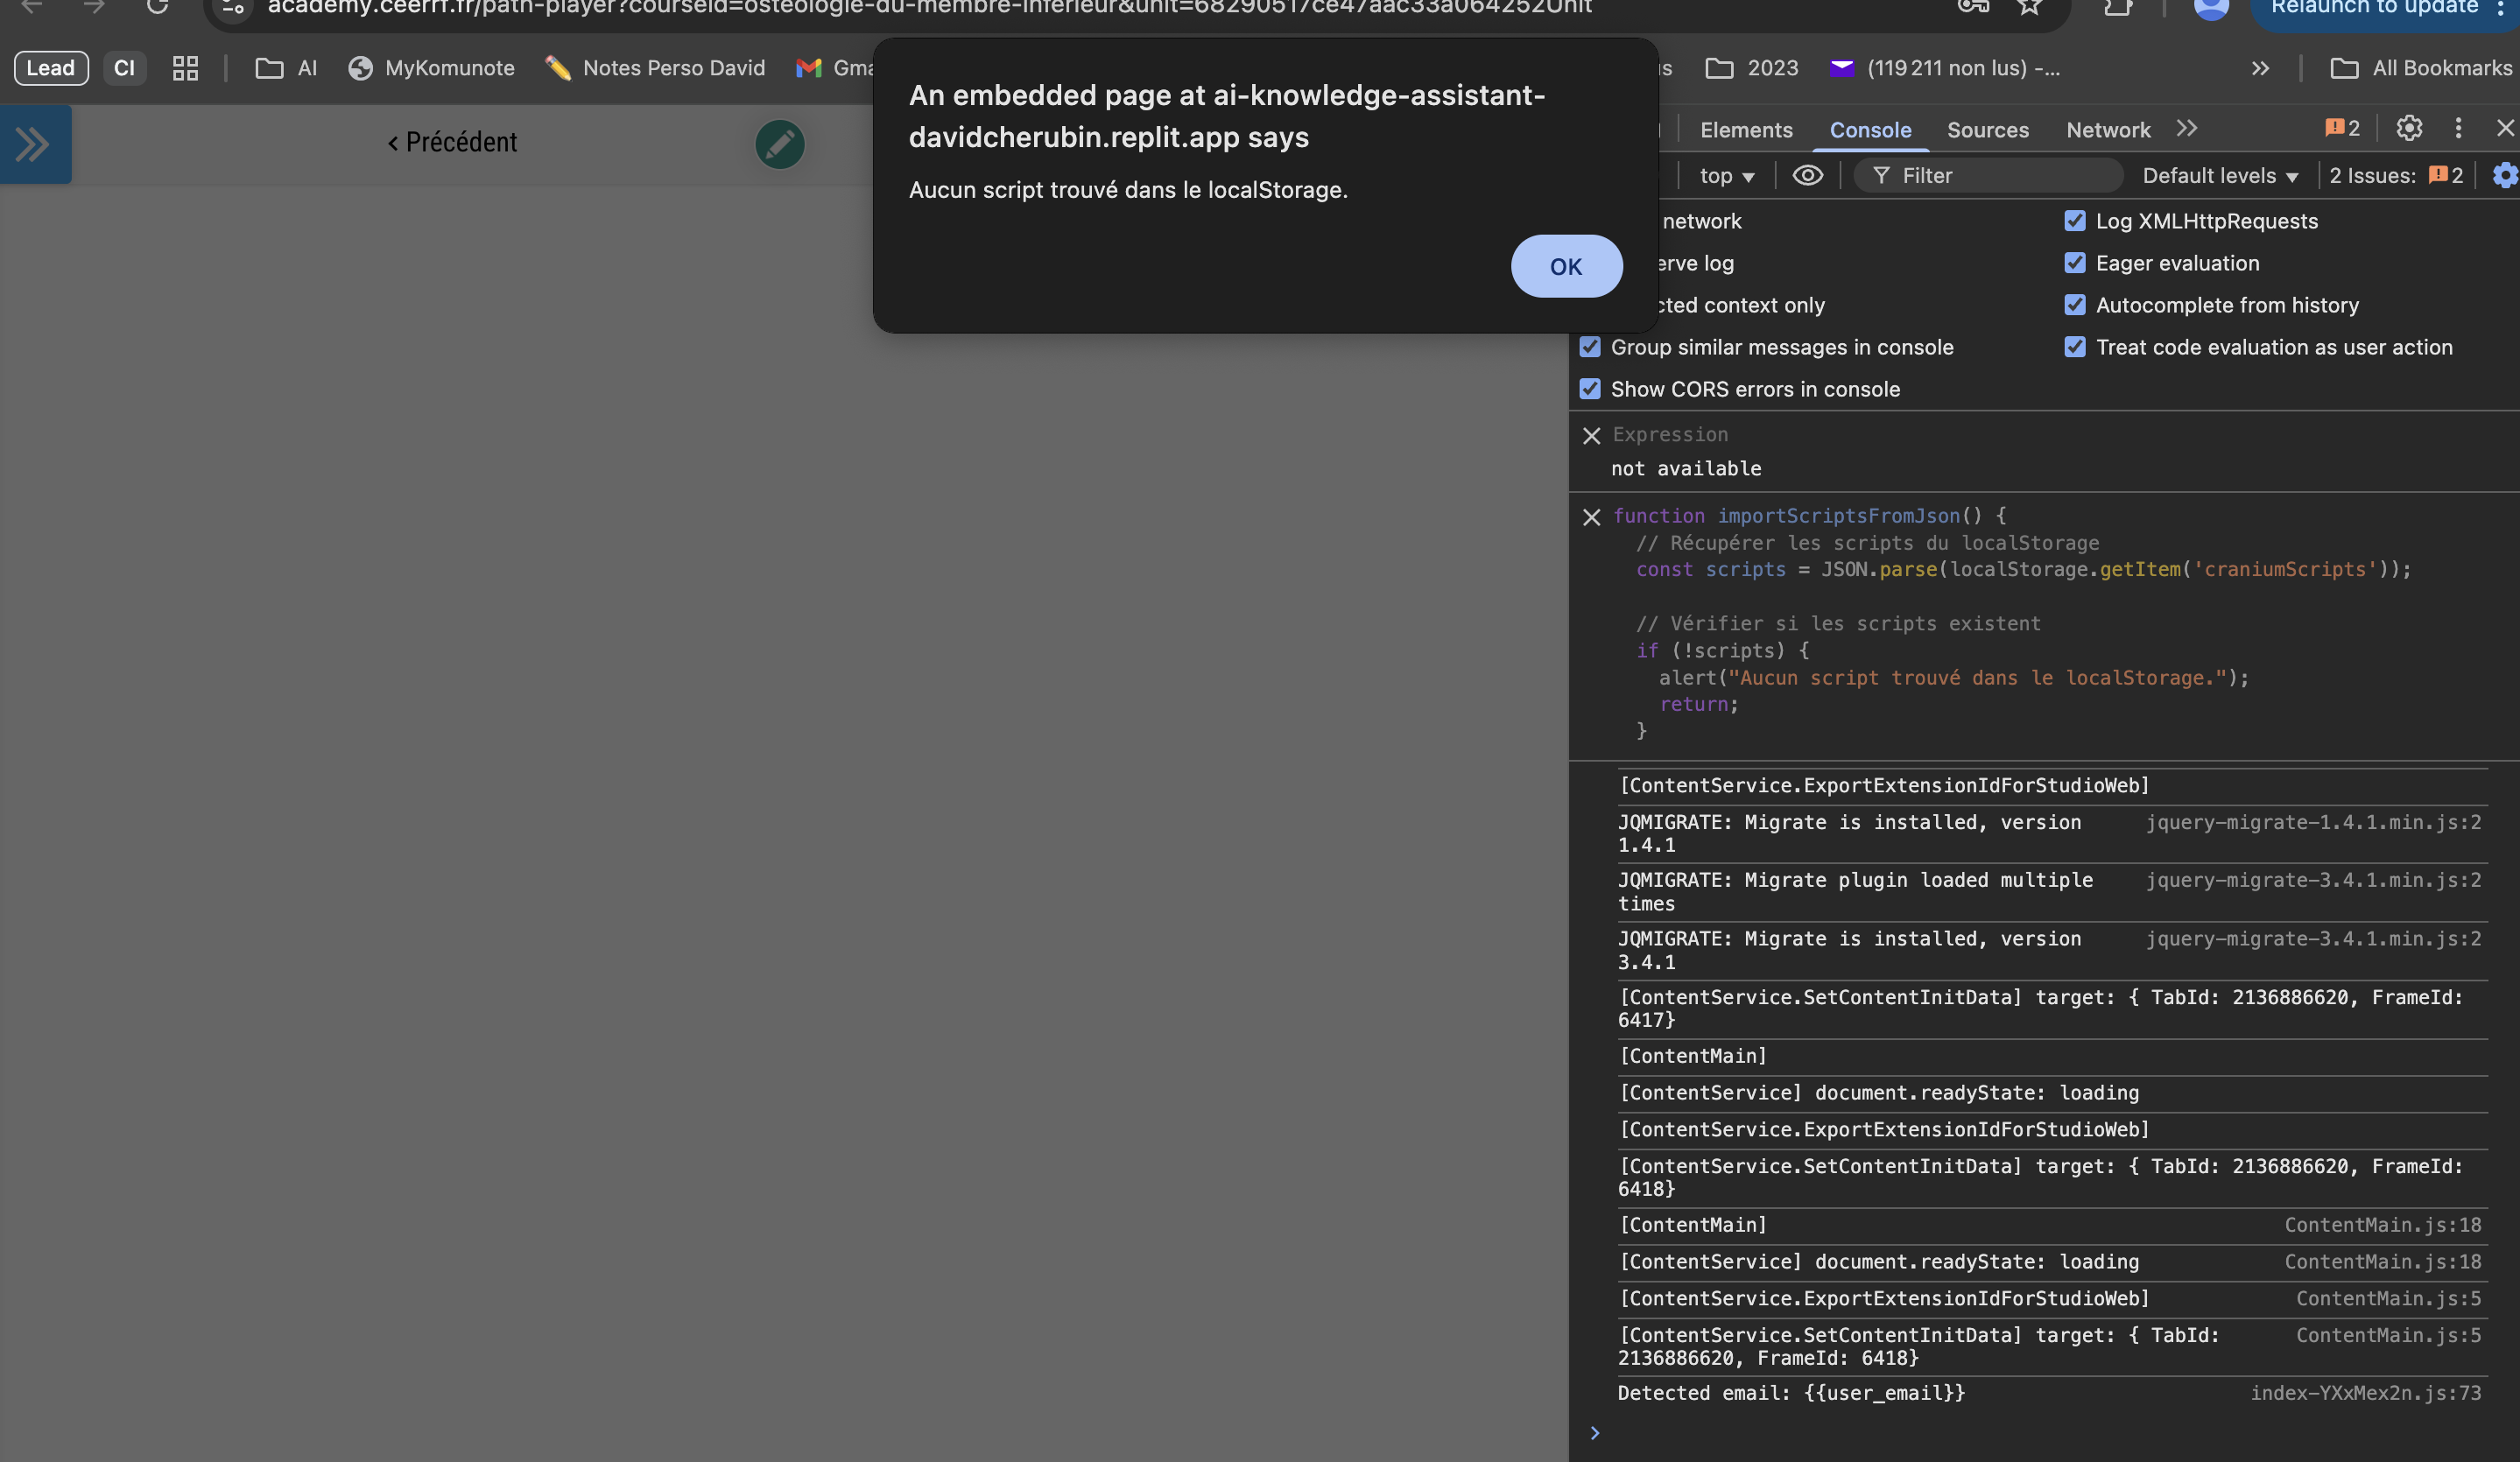 academy.ceerrf.fr/path-player?courseid=osteologie-du-membre-inferieur&unit=68290517ce47aac33a064252Unit
Relaunch to update
Lead
CI
AI
MyKomunote
Notes Perso David
Gma
us
2023
(119 211 non lus) -...
All Bookmarks
‹ Précédent
An embedded page at ai-knowledge-assistant-
davidcherubin.replit.app says
Aucun script trouvé dans le localStorage.
OK
Elements
Console
Sources
Network
2
top
Filter
Default levels
2 Issues:
2
network
Log XMLHttpRequests
erve log
Eager evaluation
cted context only
Autocomplete from history
Group similar messages in console
Treat code evaluation as user action
Show CORS errors in console
Expression
not available
function importScriptsFromJson() {
// Récupérer les scripts du localStorage
const scripts = JSON.parse(localStorage.getItem('craniumScripts'));
// Vérifier si les scripts existent
if (!scripts) {
alert("Aucun script trouvé dans le localStorage.");
return;
}
[ContentService.ExportExtensionIdForStudioWeb]
JQMIGRATE: Migrate is installed, version jquery-migrate-1.4.1.min.js:2
1.4.1
JQMIGRATE: Migrate plugin loaded multiple jquery-migrate-3.4.1.min.js:2
times
JQMIGRATE: Migrate is installed, version jquery-migrate-3.4.1.min.js:2
3.4.1
[ContentService.SetContentInitData] target: { TabId: 2136886620, FrameId:
6417}
[ContentMain]
[ContentService] document.readyState: loading
[ContentService.ExportExtensionIdForStudioWeb]
[ContentService.SetContentInitData] target: { TabId: 2136886620, FrameId:
6418}
[ContentMain] ContentMain.js:18
[ContentService] document.readyState: loading ContentMain.js:18
[ContentService.ExportExtensionIdForStudioWeb] ContentMain.js:5
[ContentService.SetContentInitData] target: { TabId: ContentMain.js:5
2136886620, FrameId: 6418}
Detected email: {{user_email}} index-YXxMex2n.js:73